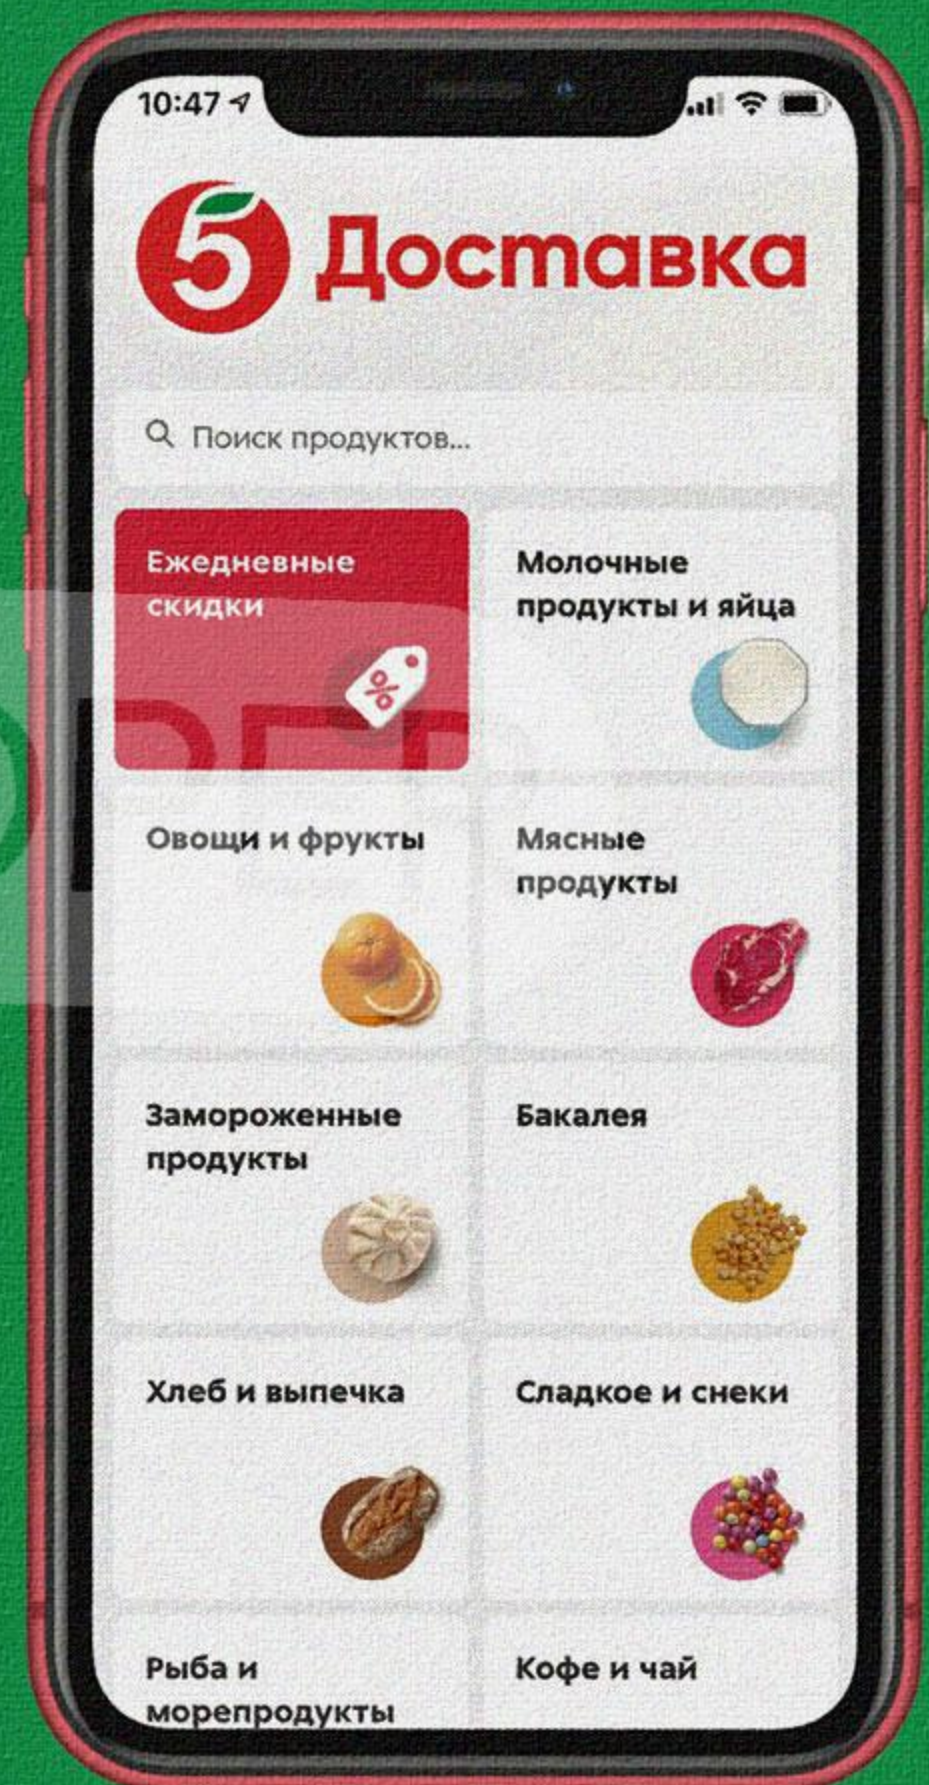 10:47
5 Доставка
Поиск продуктов...
Ежедневные
скидки
%
Молочные
продукты и яйца
Овощи и фрукты
Мясные
продукты
Замороженные
продукты
Бакалея
Хлеб и выпечка
Сладкое и снеки
Рыба и
морепродукты
Кофе и чай